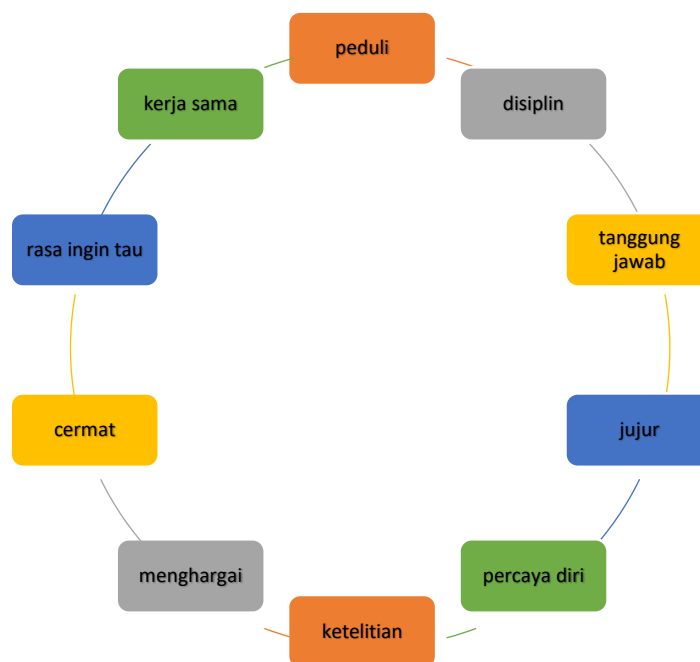 peduli
disiplin
tanggung
jawab
jujur
percaya diri
ketelitian
menghargai
cermat
rasa ingin tau
kerja sama